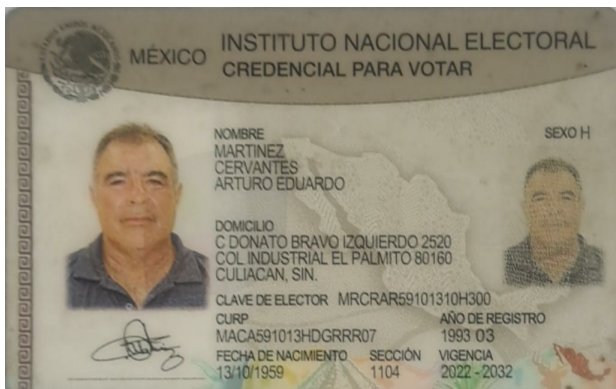 MÉXICO
INSTITUTO NACIONAL ELECTORAL
CREDENCIAL PARA VOTAR
NOMBRE
SEXO H
MARTINEZ
CERVANTES
ARTURO EDUARDO
DOMICILIO
C DONATO BRAVO IZQUIERDO 2520
COL INDUSTRIAL EL PALMITO 80160
CULIACAN, SIN.
CLAVE DE ELECTOR MRCRAR59101310H300
CURP AÑO DE REGISTRO
MACA591013HDGRRR07 1993 03
FECHA DE NACIMIENTO SECCIÓN VIGENCIA
13/10/1959 1104 2022 - 2032